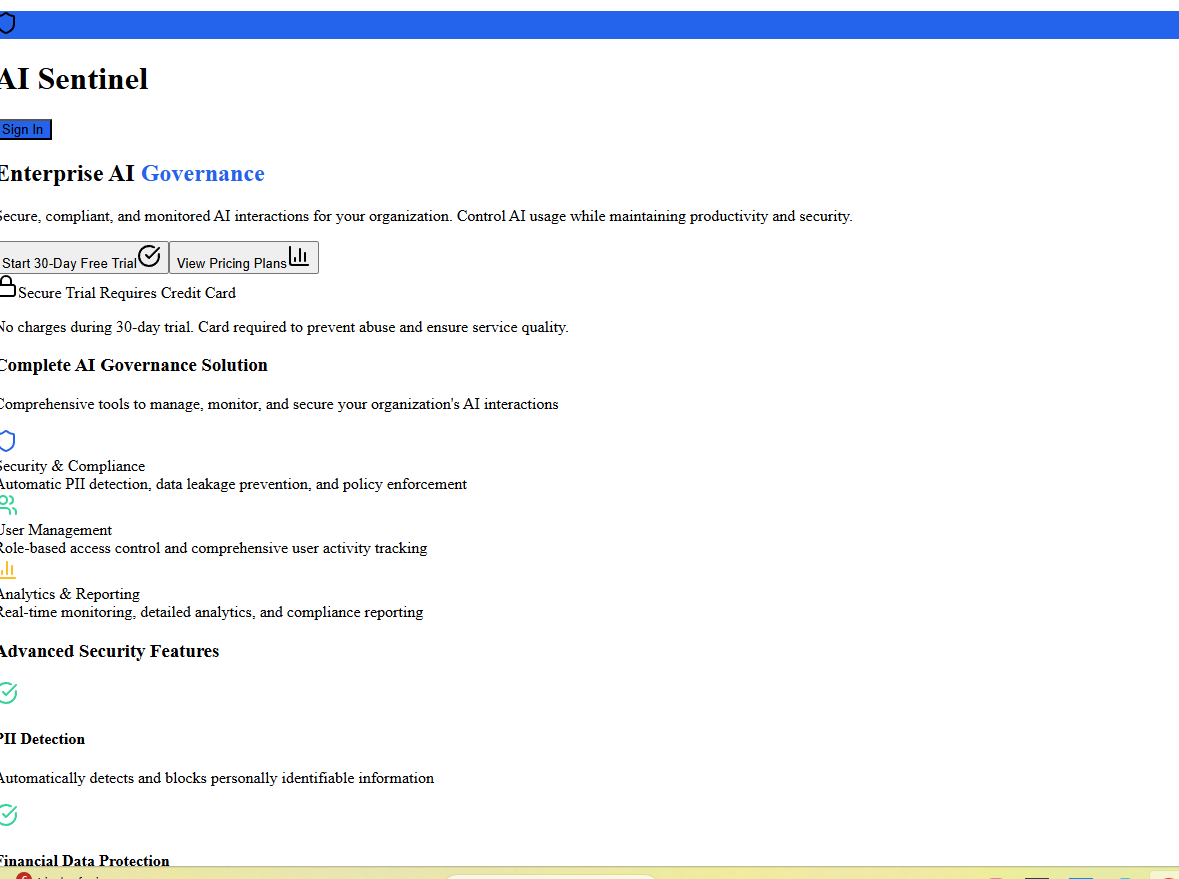 AI Sentinel
Sign In
Enterprise AI Governance
Secure, compliant, and monitored AI interactions for your organization. Control AI usage while maintaining productivity and security.
Start 30-Day Free Trial
View Pricing Plans
Secure Trial Requires Credit Card
No charges during 30-day trial. Card required to prevent abuse and ensure service quality.
Complete AI Governance Solution
Comprehensive tools to manage, monitor, and secure your organization's AI interactions
Security & Compliance
Automatic PII detection, data leakage prevention, and policy enforcement
User Management
Role-based access control and comprehensive user activity tracking
Analytics & Reporting
Real-time monitoring, detailed analytics, and compliance reporting
Advanced Security Features
PII Detection
Automatically detects and blocks personally identifiable information
Financial Data Protection